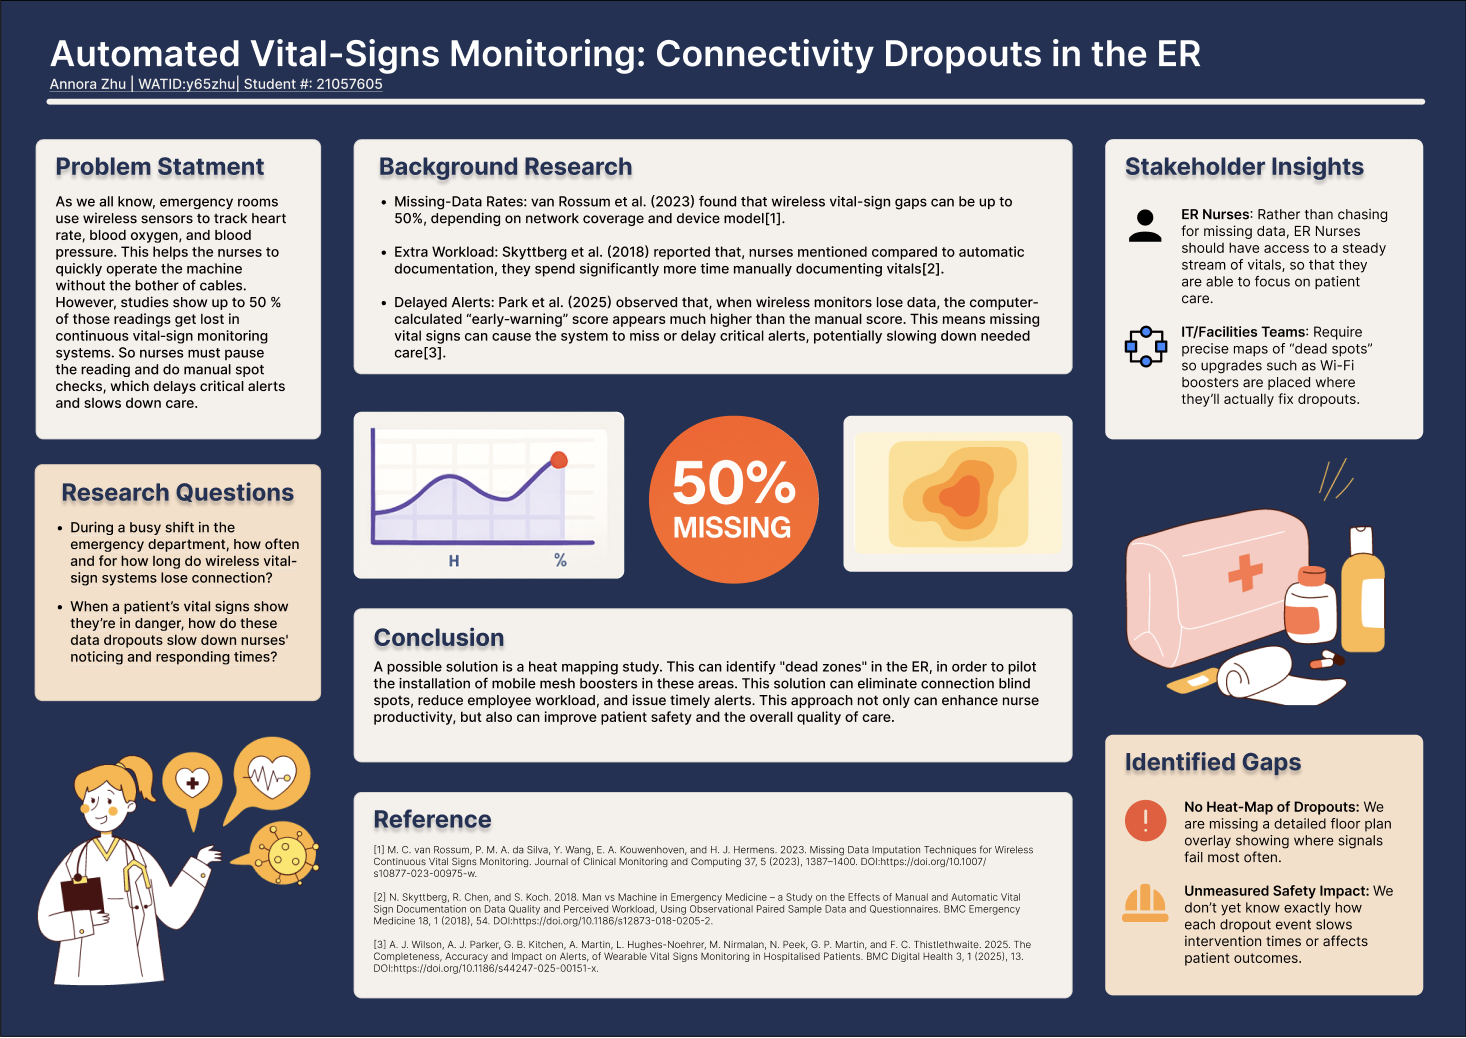 Automated Vital-Signs Monitoring: Connectivity Dropouts in the ER
Annora Zhu | WATID:y65zhu| Student #: 21057605
Problem Statment
As we all know, emergency rooms
use wireless sensors to track heart
rate, blood oxygen, and blood
pressure. This helps the nurses to
quickly operate the machine
without the bother of cables.
However, studies show up to 50 %
of those readings get lost in
continuous vital-sign monitoring
systems. So nurses must pause
the reading and do manual spot
checks, which delays critical alerts
and slows down care.
Research Questions
• During a busy shift in the
emergency department, how often
and for how long do wireless vital-
sign systems lose connection?
• When a patient’s vital signs show
they’re in danger, how do these
data dropouts slow down nurses'
noticing and responding times?
Background Research
• Missing-Data Rates: van Rossum et al. (2023) found that wireless vital-sign gaps can be up to
50%, depending on network coverage and device model[1].
• Extra Workload: Skyttberg et al. (2018) reported that, nurses mentioned compared to automatic
documentation, they spend significantly more time manually documenting vitals[2].
• Delayed Alerts: Park et al. (2025) observed that, when wireless monitors lose data, the computer-
calculated “early-warning” score appears much higher than the manual score. This means missing
vital signs can cause the system to miss or delay critical alerts, potentially slowing down needed
care[3].
H %
50%
MISSING
Conclusion
A possible solution is a heat mapping study. This can identify "dead zones" in the ER, in order to pilot
the installation of mobile mesh boosters in these areas. This solution can eliminate connection blind
spots, reduce employee workload, and issue timely alerts. This approach not only can enhance nurse
productivity, but also can improve patient safety and the overall quality of care.
Reference
[1] M. C. van Rossum, P. M. A. da Silva, Y. Wang, E. A. Kouwenhoven, and H. J. Hermens. 2023. Missing Data Imputation Techniques for Wireless
Continuous Vital Signs Monitoring. Journal of Clinical Monitoring and Computing 37, 5 (2023), 1387–1400. DOI:https://doi.org/10.1007/
s10877-023-00975-w.
[2] N. Skyttberg, R. Chen, and S. Koch. 2018. Man vs Machine in Emergency Medicine – a Study on the Effects of Manual and Automatic Vital
Sign Documentation on Data Quality and Perceived Workload, Using Observational Paired Sample Data and Questionnaires. BMC Emergency
Medicine 18, 1 (2018), 54. DOI:https://doi.org/10.1186/s12873-018-0205-2.
[3] A. J. Wilson, A. J. Parker, G. B. Kitchen, A. Martin, L. Hughes-Noehrer, M. Nirmalan, N. Peek, G. P. Martin, and F. C. Thistlethwaite. 2025. The
Completeness, Accuracy and Impact on Alerts, of Wearable Vital Signs Monitoring in Hospitalised Patients. BMC Digital Health 3, 1 (2025), 13.
DOI:https://doi.org/10.1186/s44247-025-00151-x.
Stakeholder Insights
ER Nurses: Rather than chasing
for missing data, ER Nurses
should have access to a steady
stream of vitals, so that they
are able to focus on patient
care.
IT/Facilities Teams: Require
precise maps of “dead spots”
so upgrades such as Wi-Fi
boosters are placed where
they’ll actually fix dropouts.
Identified Gaps
No Heat-Map of Dropouts: We
are missing a detailed floor plan
overlay showing where signals
fail most often.
Unmeasured Safety Impact: We
don’t yet know exactly how
each dropout event slows
intervention times or affects
patient outcomes.